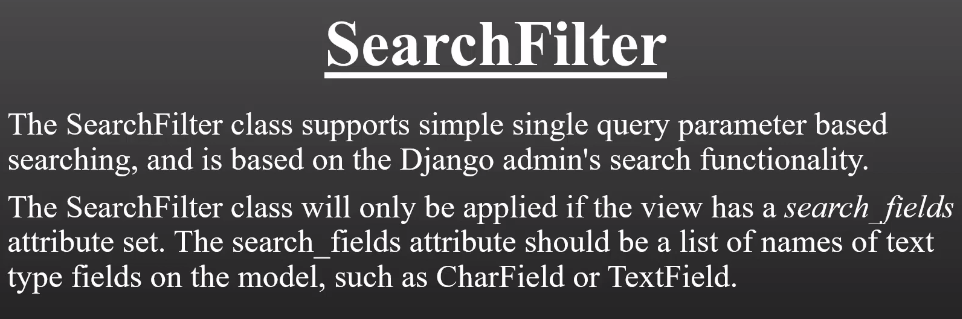 SearchFilter
The SearchFilter class supports simple single query parameter based
searching, and is based on the Django admin's search functionality.
The SearchFilter class will only be applied if the view has a search_fields
attribute set. The search_fields attribute should be a list of names of text
type fields on the model, such as CharField or TextField.